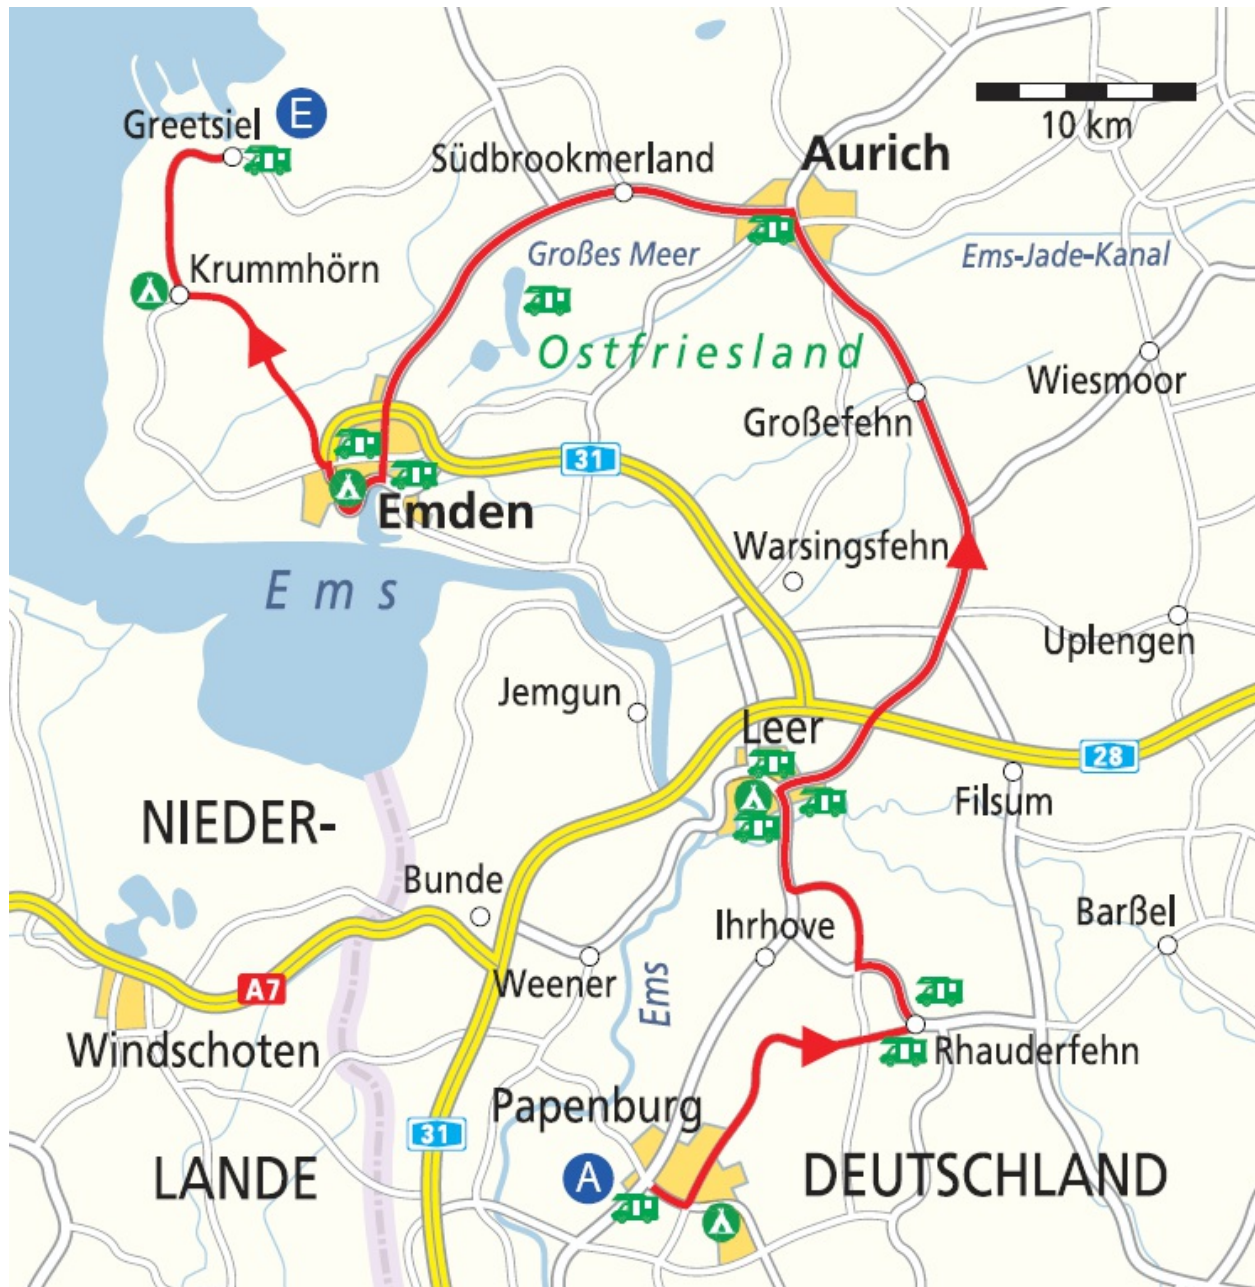 Greetsiel
E
10 km
Südbrookmerland
Aurich
Krummhörn
Großes Meer
Ems-Jade-Kanal
Ostfriesland
Wiesmoor
Großefehn
31
Emden
Warsingsfehn
Ems
Uplengen
Jemgun
Leer
28
Filsum
NIEDER-
Bunde
Barßel
Ihrhove
A7
Weener
Ems
Windschoten
Rhauderfehn
Papenburg
31
LANDE
A
DEUTSCHLAND